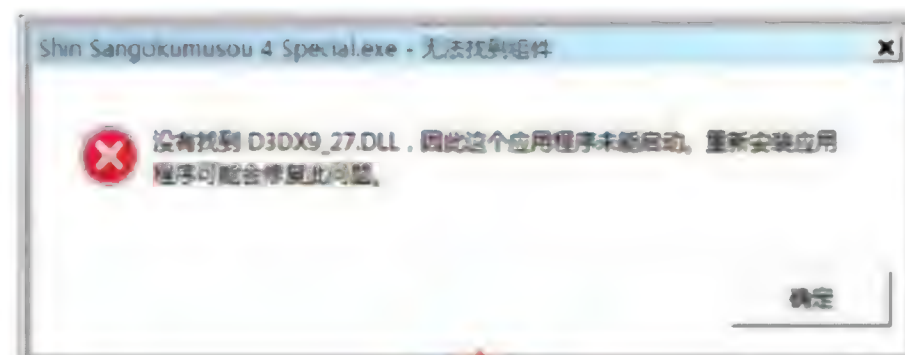 Shin Sangokumusou 4 Special.exe - 无法找到组件
没有找到 D3DX9_27.DLL，因此这个应用程序未能启动。重新安装应用
程序可能会修复此问题。
确定